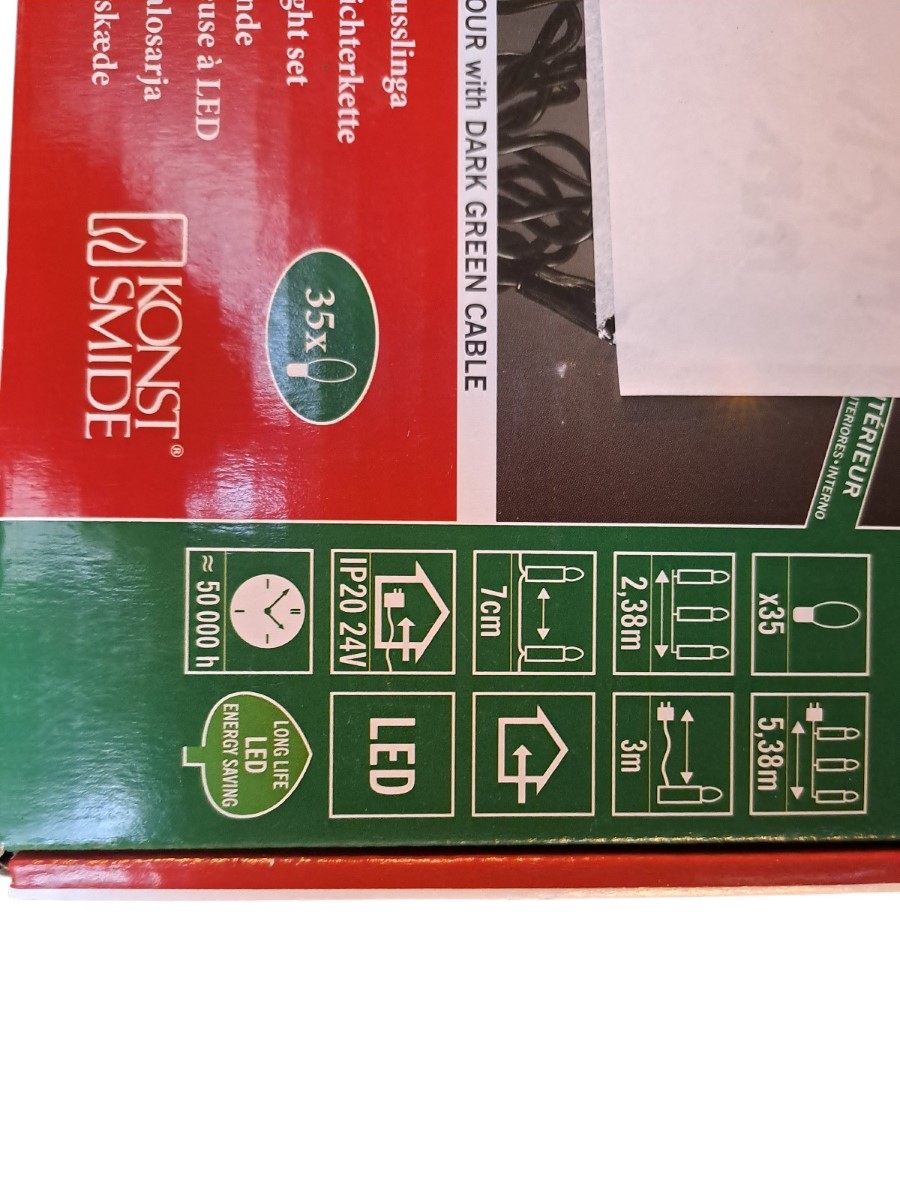 usslinga
ichterkette
ght set
nde
use à LED
alosarja
skæde
35x
KONST
SMIDE®
OUR with DARK GREEN CABLE
TÉRIEUR
TERIORES • INTERNO
x35
5,38m
2,38m
3m
7cm
IP20 24V
LED
≈ 50 000 h
LONG LIFE
LED
ENERGY SAVING